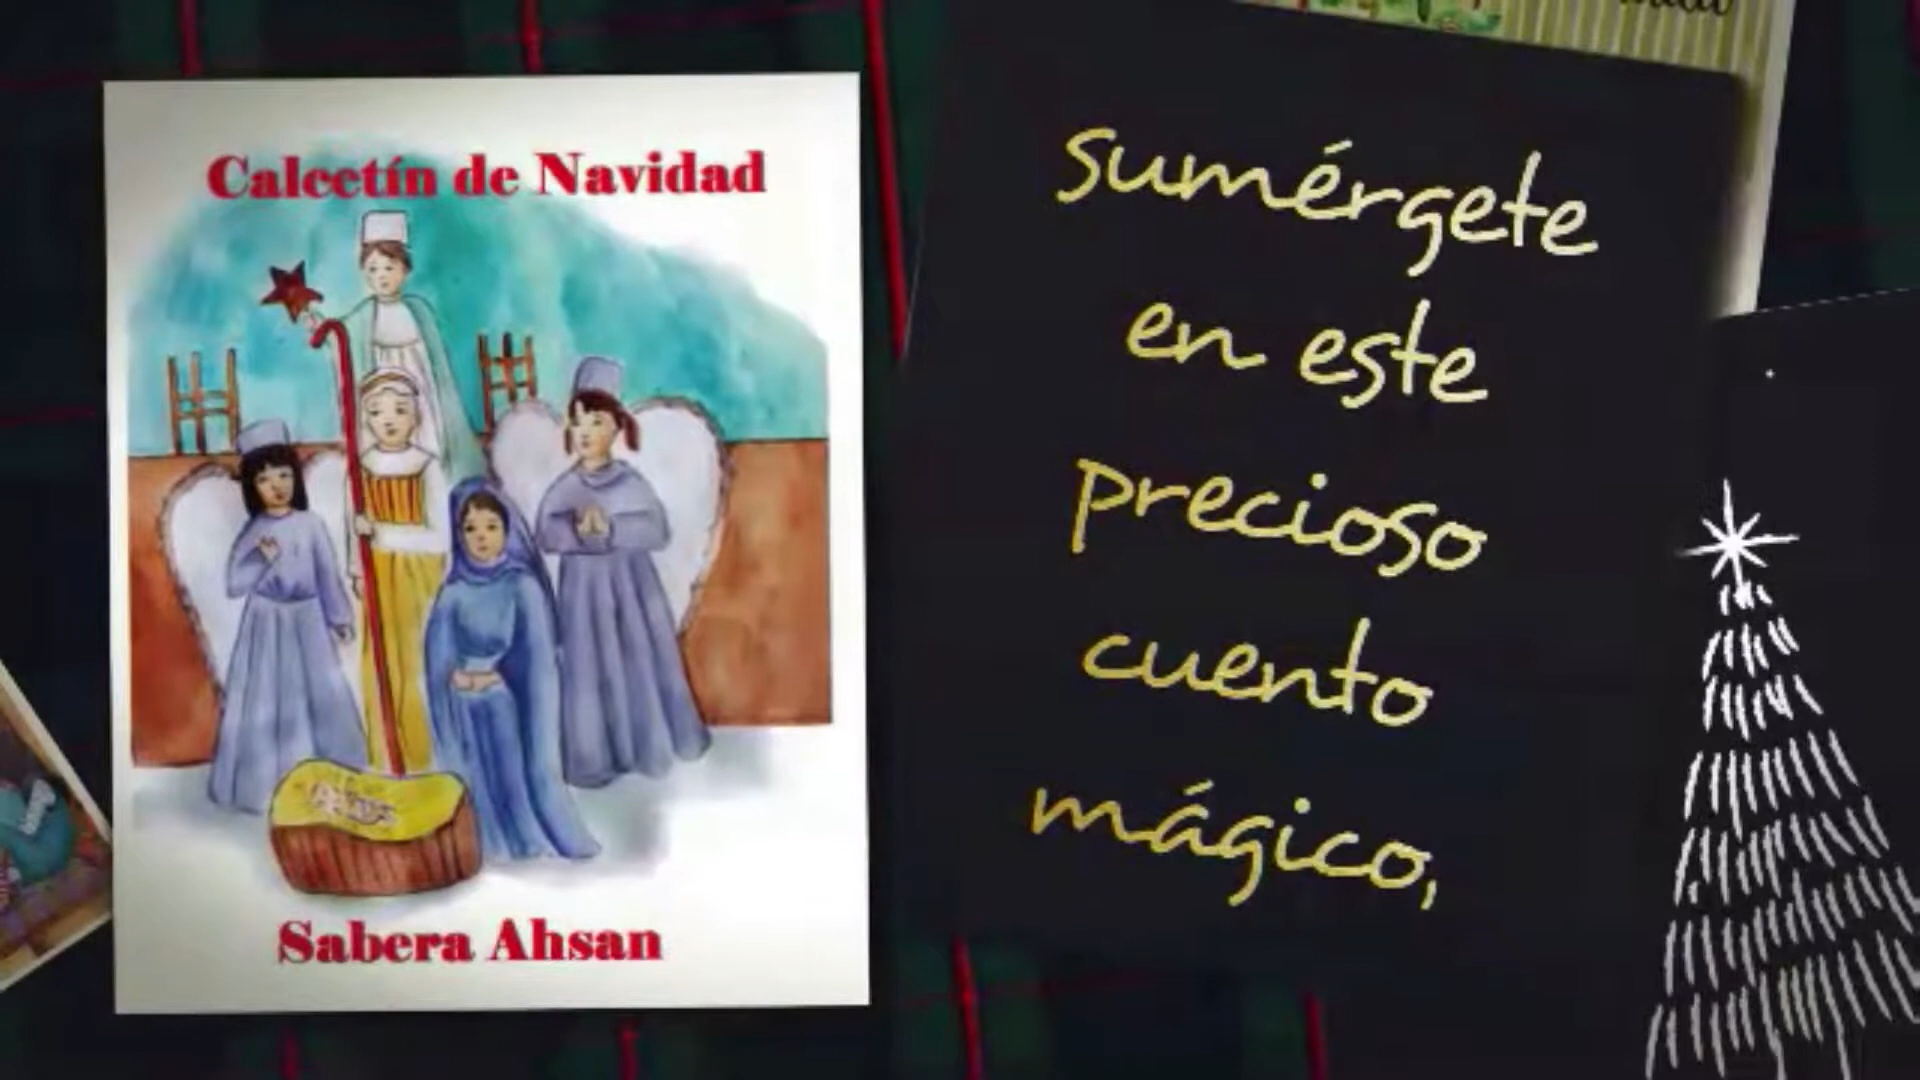 Calcetín de Navidad
Sabera Ahsan
sumérgete
en este
precioso
cuento
mágico,